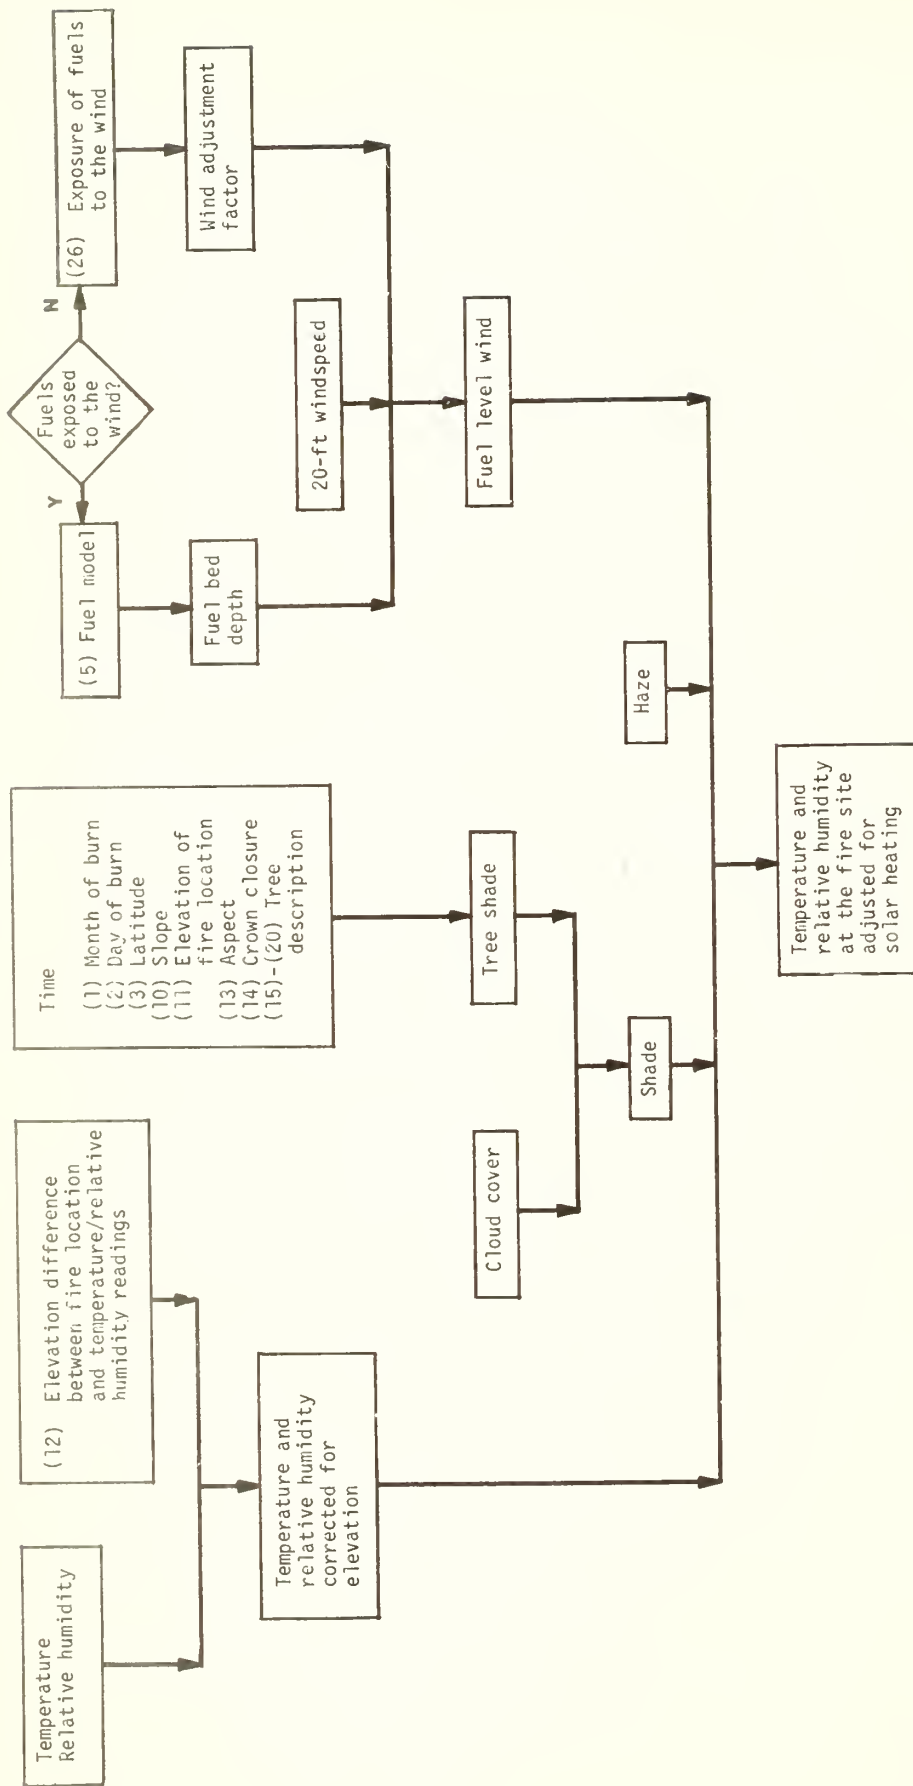 Temperature
Relative humidity
(12) Elevation difference
between fire location
and temperature/relative
humidity readings
Temperature and
relative humidity
corrected for
elevation
Time
(1) Month of burn
(2) Day of burn
(3) Latitude
(10) Slope
(11) Elevation of
fire location
(13) Aspect
(14) Crown closure
(15)-(20) Tree
description
Cloud cover
Tree shade
Shade
Fuels
exposed
to the
wind?
Y
N
(5) Fuel model
Fuel bed
depth
(26) Exposure of fuels
to the wind
Wind adjustment
factor
20-ft windspeed
Fuel level wind
Haze
Temperature and
relative humidity
at the fire site
adjusted for
solar heating